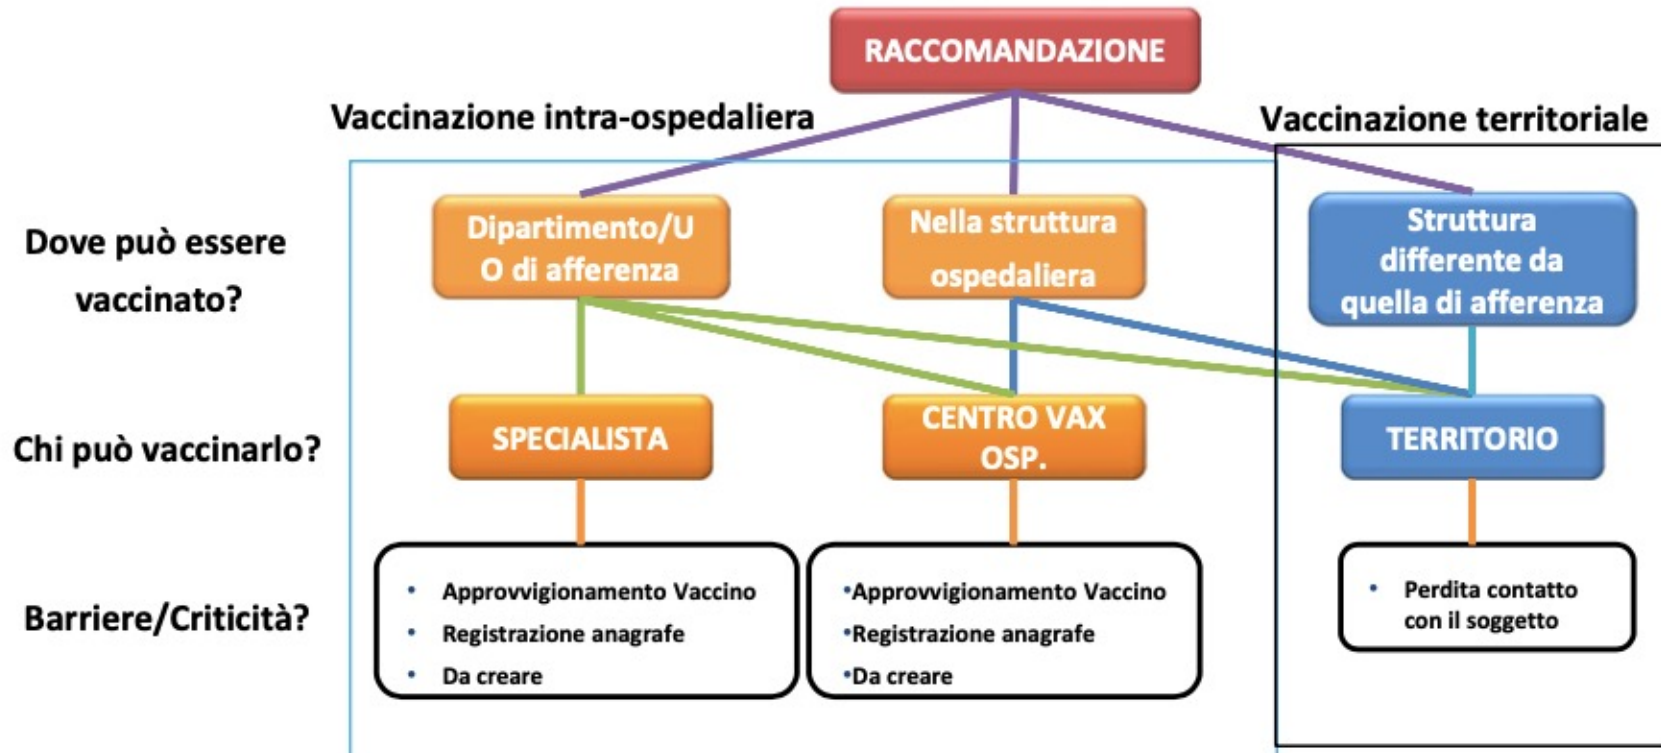 RACCOMANDAZIONE
Vaccinazione intra-ospedaliera
Vaccinazione territoriale
Dove può essere
vaccinato?
Dipartimento/U
O di afferenza
Nella struttura
ospedaliera
Struttura
differente da
quella di afferenza
Chi può vaccinarlo?
SPECIALISTA
CENTRO VAX
OSP.
TERRITORIO
Barriere/Criticità?
• Approvvigionamento Vaccino
• Registrazione anagrafe
• Da creare
•Approvvigionamento Vaccino
•Registrazione anagrafe
•Da creare
• Perdita contatto
con il soggetto